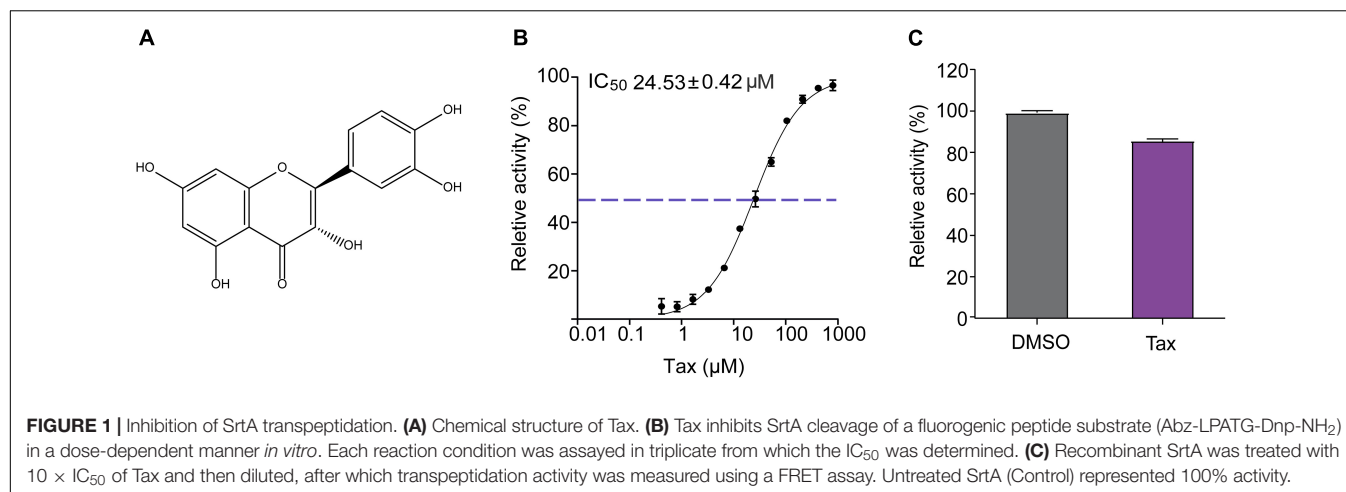 A
B
C
OH
HO
O
OH
OH
OH
O
Reletive activity (%)
100
80
60
40
20
IC50 24.53±0.42 μM
0.01 0.1 1 10 100 1000
Tax (μM)
Reletive activity (%)
120
100
80
60
40
20
0
DMSO Tax
FIGURE 1 | Inhibition of SrtA transpeptidation. (A) Chemical structure of Tax. (B) Tax inhibits SrtA cleavage of a fluorogenic peptide substrate (Abz-LPATG-Dnp-NH2)
in a dose-dependent manner in vitro. Each reaction condition was assayed in triplicate from which the IC50 was determined. (C) Recombinant SrtA was treated with
10 × IC50 of Tax and then diluted, after which transpeptidation activity was measured using a FRET assay. Untreated SrtA (Control) represented 100% activity.